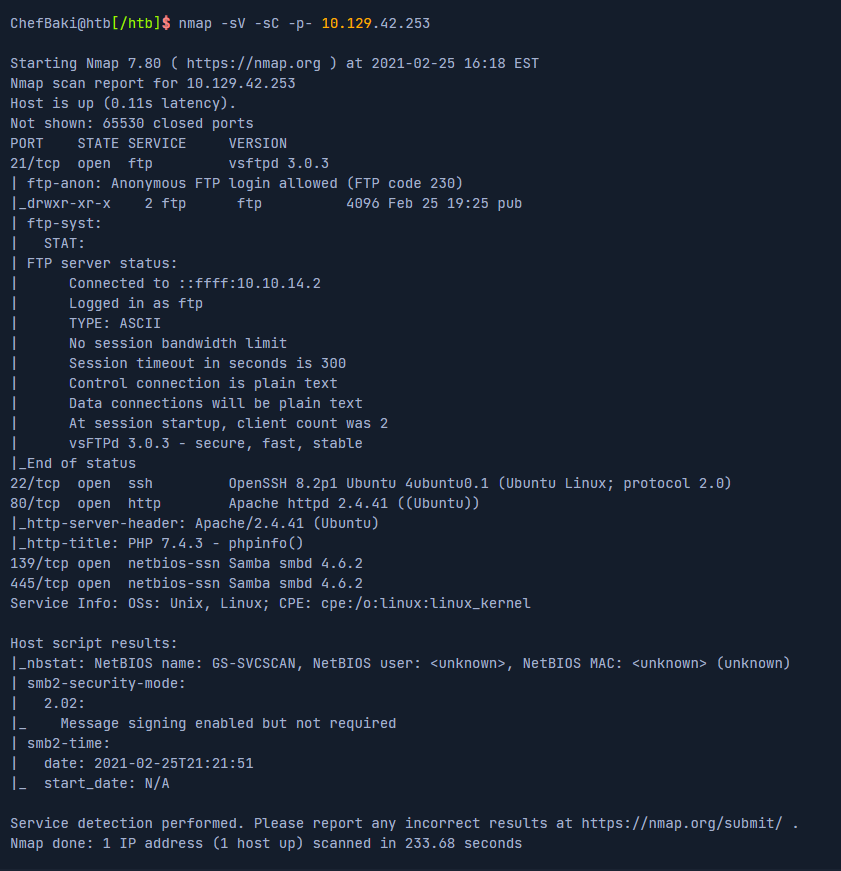 ChefBaki@htb[/htb]$ nmap -sV -sC -p- 10.129.42.253

Starting Nmap 7.80 ( https://nmap.org ) at 2021-02-25 16:18 EST
Nmap scan report for 10.129.42.253
Host is up (0.11s latency).
Not shown: 65530 closed ports
PORT    STATE SERVICE     VERSION
21/tcp  open  ftp         vsftpd 3.0.3
| ftp-anon: Anonymous FTP login allowed (FTP code 230)
|_drwxr-xr-x    2 ftp      ftp          4096 Feb 25 19:25 pub
| ftp-syst:
|   STAT:
| FTP server status:
|      Connected to ::ffff:10.10.14.2
|      Logged in as ftp
|      TYPE: ASCII
|      No session bandwidth limit
|      Session timeout in seconds is 300
|      Control connection is plain text
|      Data connections will be plain text
|      At session startup, client count was 2
|      vsFTPd 3.0.3 - secure, fast, stable
|_End of status
22/tcp  open  ssh         OpenSSH 8.2p1 Ubuntu 4ubuntu0.1 (Ubuntu Linux; protocol 2.0)
80/tcp  open  http        Apache httpd 2.4.41 ((Ubuntu))
|_http-server-header: Apache/2.4.41 (Ubuntu)
|_http-title: PHP 7.4.3 - phpinfo()
139/tcp open  netbios-ssn Samba smbd 4.6.2
445/tcp open  netbios-ssn Samba smbd 4.6.2
Service Info: OSs: Unix, Linux; CPE: cpe:/o:linux:linux_kernel

Host script results:
|_nbstat: NetBIOS name: GS-SVCSCAN, NetBIOS user: <unknown>, NetBIOS MAC: <unknown> (unknown)
| smb2-security-mode:
|   2.02:
|_    Message signing enabled but not required
| smb2-time:
|   date: 2021-02-25T21:21:51
|_  start_date: N/A

Service detection performed. Please report any incorrect results at https://nmap.org/submit/ .
Nmap done: 1 IP address (1 host up) scanned in 233.68 seconds